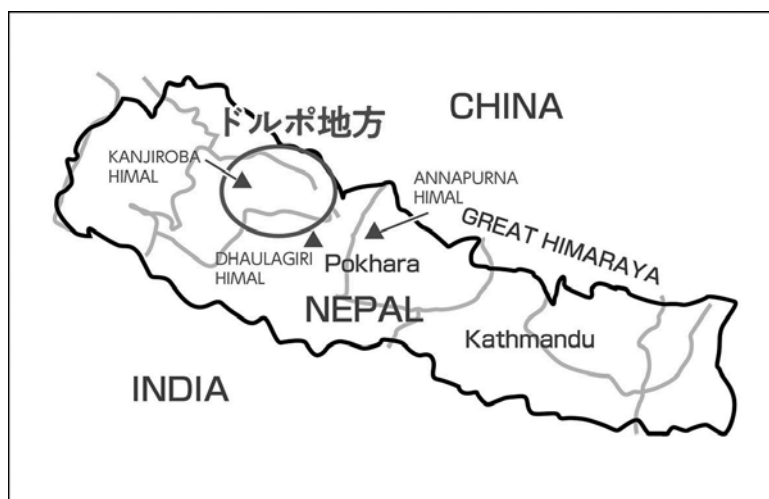 CHINA
ドルポ地方
KANJIROBA
HIMAL
ANNAPURNA
HIMAL
GREAT HIMARAYA
DHAULAGIRI
HIMAL
Pokhara
NEPAL
Kathmandu
INDIA